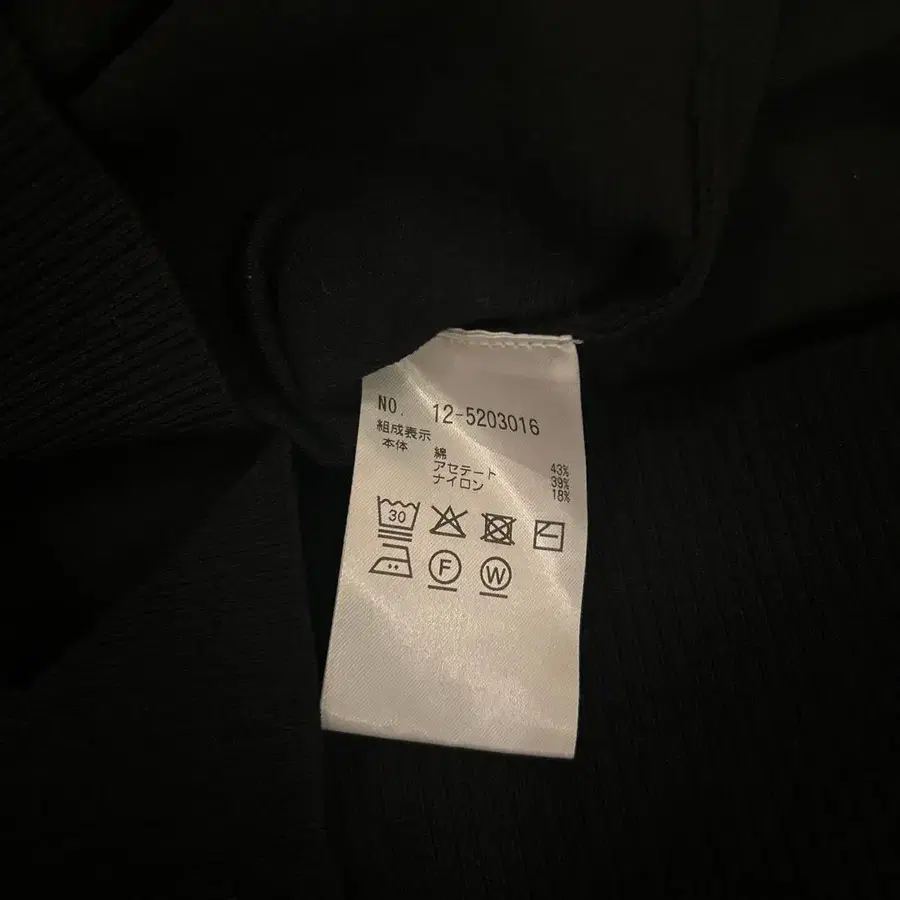 NO. 12-5203016
組成表示
本体
綿 43%
アセテート 39%
ナイロン 18%
30
F W